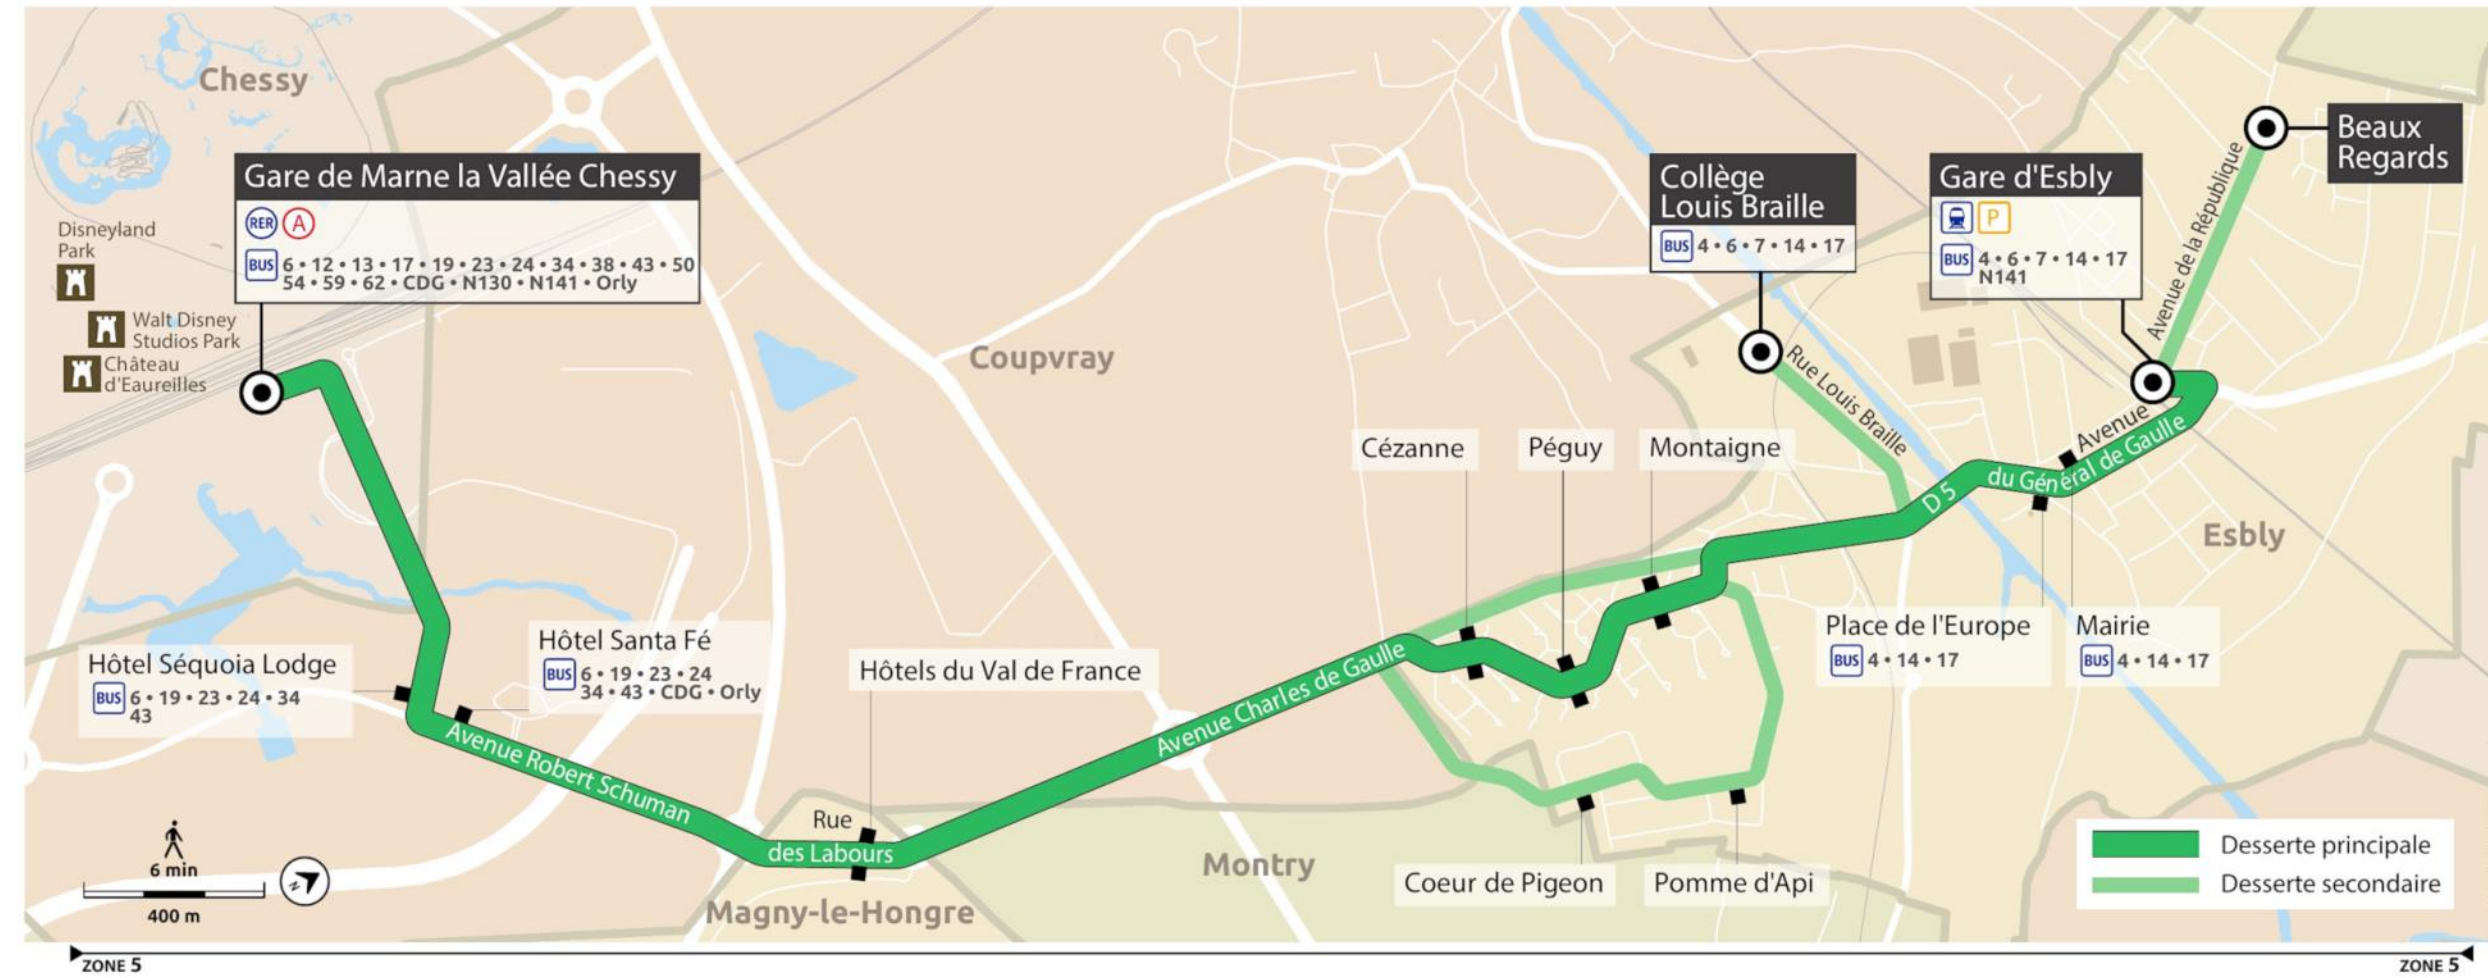 Chessy
Gare de Marne la Vallée Chessy
RER A
BUS 6 • 12 • 13 • 17 • 19 • 23 • 24 • 34 • 38 • 43 • 50
54 • 59 • 62 • CDG • N130 • N141 • Orly
Disneyland
Park
Walt Disney
Studios Park
Château
d'Eaureilles
Coupvray
Collège
Louis Braille
BUS 4 • 6 • 7 • 14 • 17
Gare d'Esbly
P
BUS 4 • 6 • 7 • 14 • 17
N141
Beaux
Regards
Avenue de la République
Rue Louis Braille
Avenue
du Général de Gaulle
D 5
Cézanne
Péguy
Montaigne
Esbly
Hôtel Séquoia Lodge
BUS 6 • 19 • 23 • 24 • 34
43
Hôtel Santa Fé
BUS 6 • 19 • 23 • 24
34 • 43 • CDG • Orly
Hôtels du Val de France
Place de l'Europe
BUS 4 • 14 • 17
Mairie
BUS 4 • 14 • 17
Avenue Robert Schuman
Rue
des Labours
Avenue Charles de Gaulle
Montry
Magny-le-Hongre
Coeur de Pigeon
Pomme d'Api
6 min
400 m
N
Desserte principale
Desserte secondaire
ZONE 5
ZONE 5